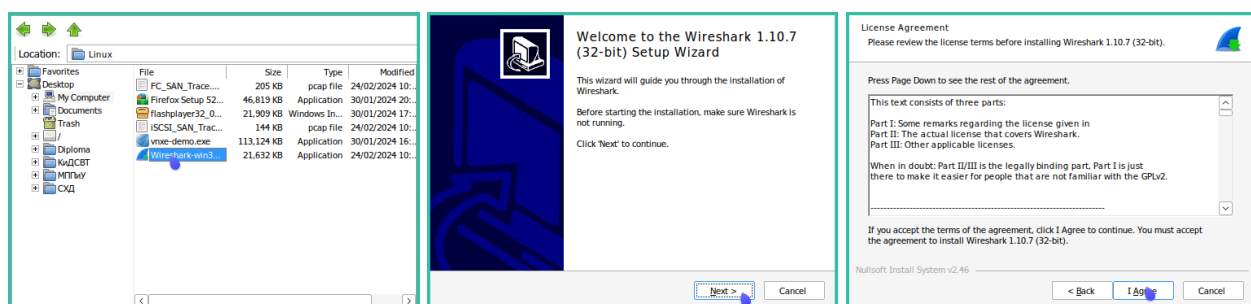 Location: Linux
Favorites
Desktop
My Computer
Documents
Trash
/
Diploma
КиДСВТ
МППиУ
СХД
File Size Type Modified
FC_SAN_Trace.... 205 KB pcap file 24/02/2024 10:..
Firefox Setup 52... 46,819 KB Application 30/01/2024 20:..
flashplayer32_0... 21,909 KB Windows In... 30/01/2024 17:..
iSCSI_SAN_Trac... 144 KB pcap file 24/02/2024 10:..
vnxe-demo.exe 113,124 KB Application 30/01/2024 16:..
Wireshark-win3... 21,632 KB Application 24/02/2024 10:..
Welcome to the Wireshark 1.10.7
(32-bit) Setup Wizard
This wizard will guide you through the installation of
Wireshark.
Before starting the installation, make sure Wireshark is
not running.
Click 'Next' to continue.
Next >
Cancel
License Agreement
Please review the license terms before installing Wireshark 1.10.7 (32-bit).
Press Page Down to see the rest of the agreement.
This text consists of three parts:
Part I: Some remarks regarding the license given in
Part II: The actual license that covers Wireshark.
Part III: Other applicable licenses.
When in doubt: Part II/III is the legally binding part, Part I is just
there to make it easier for people that are not familiar with the GPLv2.
------------------------------------------------------------------------
If you accept the terms of the agreement, click I Agree to continue. You must accept
the agreement to install Wireshark 1.10.7 (32-bit).
Nullsoft Install System v2.46
< Back
I Agree
Cancel